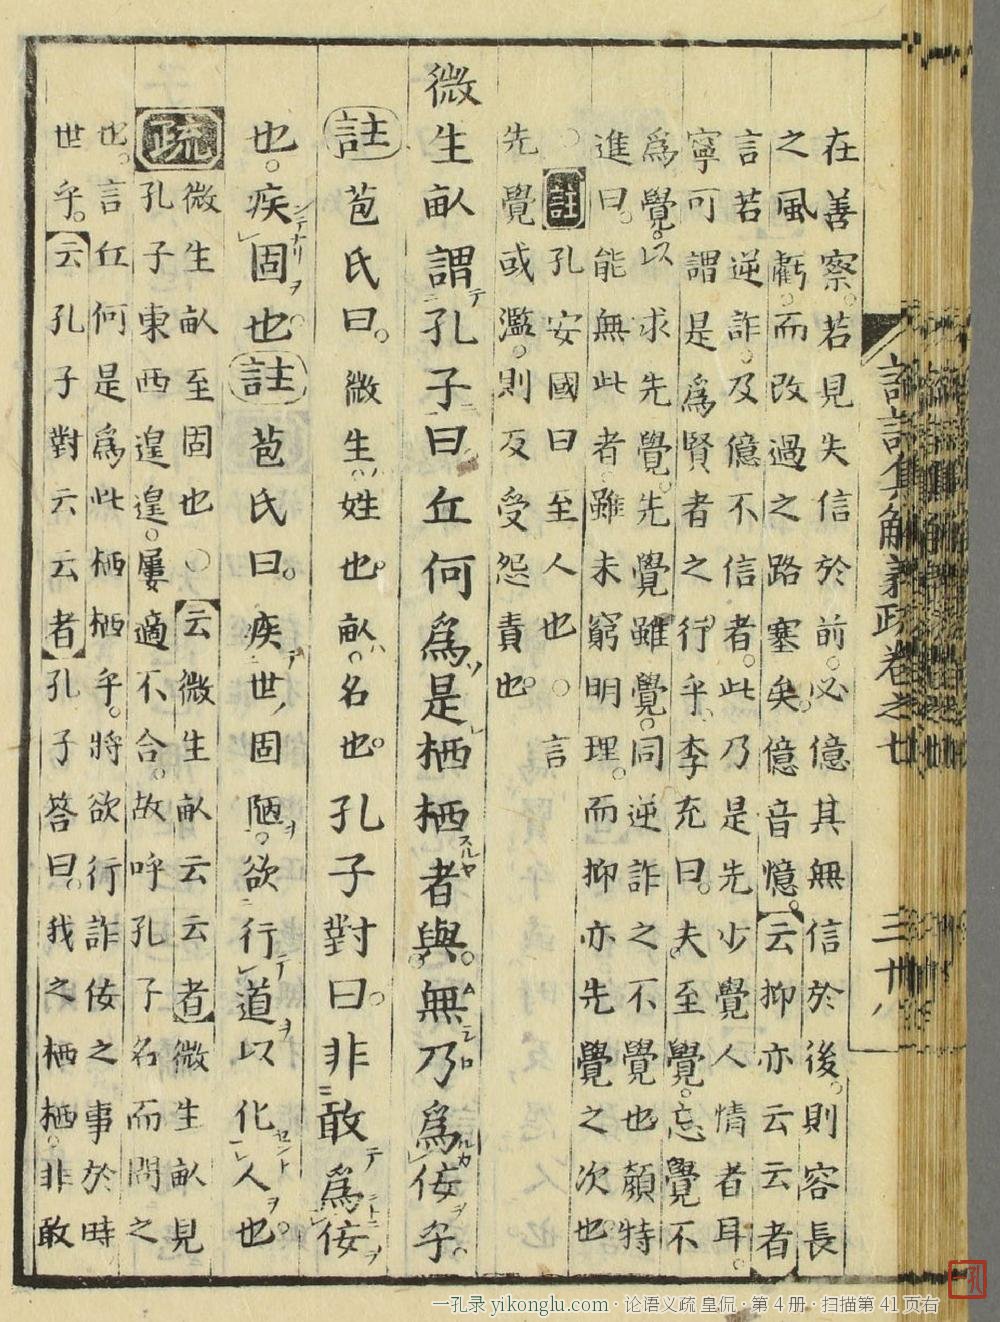 在善察若見失信於前必億其無信於後則容長
之風虧而改過之路塞矣億音憶云抑亦云云者
言若逆詐及億不信者此乃是先少覺人情者耳
寧可謂是爲賢者之行乎李充曰夫至覺忘覺不
爲覺以求先覺先覺雖覺同逆詐之不覺也顏特
進曰能無此者雖未窮明理而抑亦先覺之次也
○註孔安國曰至人也○言
先覺或濫則反受怨責也
微生畝謂孔子曰丘何爲是栖栖者與無乃爲佞乎
註苞氏曰微生姓也畝名也孔子對曰非敢爲佞
也疾固也註苞氏曰疾世固陋欲行道以化人也
疏微生畝至固也○云微生畝云云者微生畝見
孔子東西遑遑屢適不合故呼孔子名而問之
也言丘何是爲此栖栖乎將欲行詐佞之事於時
世乎云孔子對云云者孔子答曰我之栖栖非敢
義疏卷之七
三十八
一孔录 yikonglu.com · 论语义疏 皇侃 · 第 4 册 · 扫描第 41 页右
孔